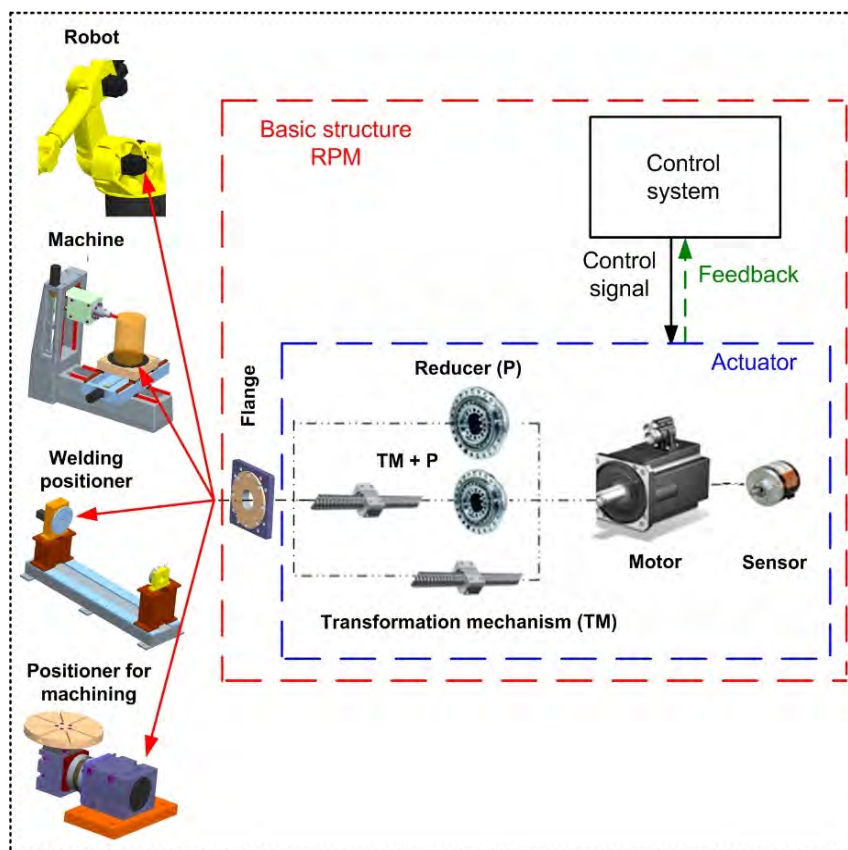 Robot
Machine
Welding
positioner
Positioner for
machining
Basic structure
RPM
Control
system
Control
signal
Feedback
Actuator
Flange
Reducer (P)
TM + P
Motor
Sensor
Transformation mechanism (TM)